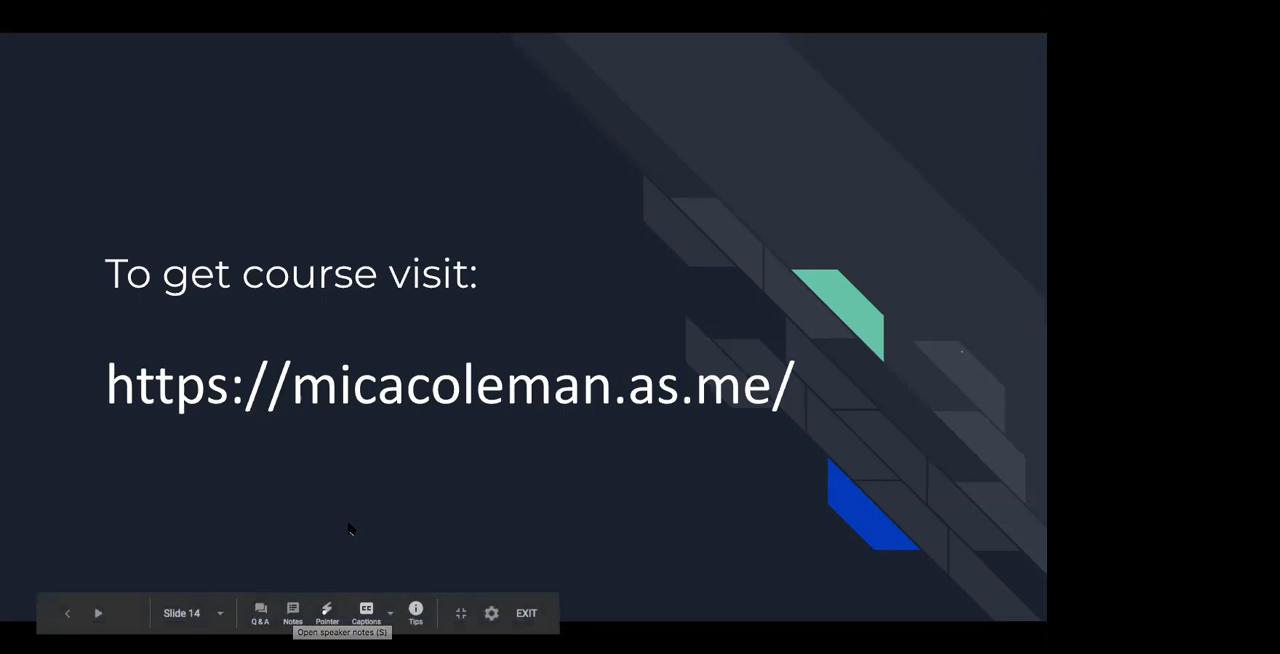 To get course visit:
https://micacoleman.as.me/
Slide 14
Q & A
Notes
Pointer
Captions
Tips
EXIT
Open speaker notes (S)